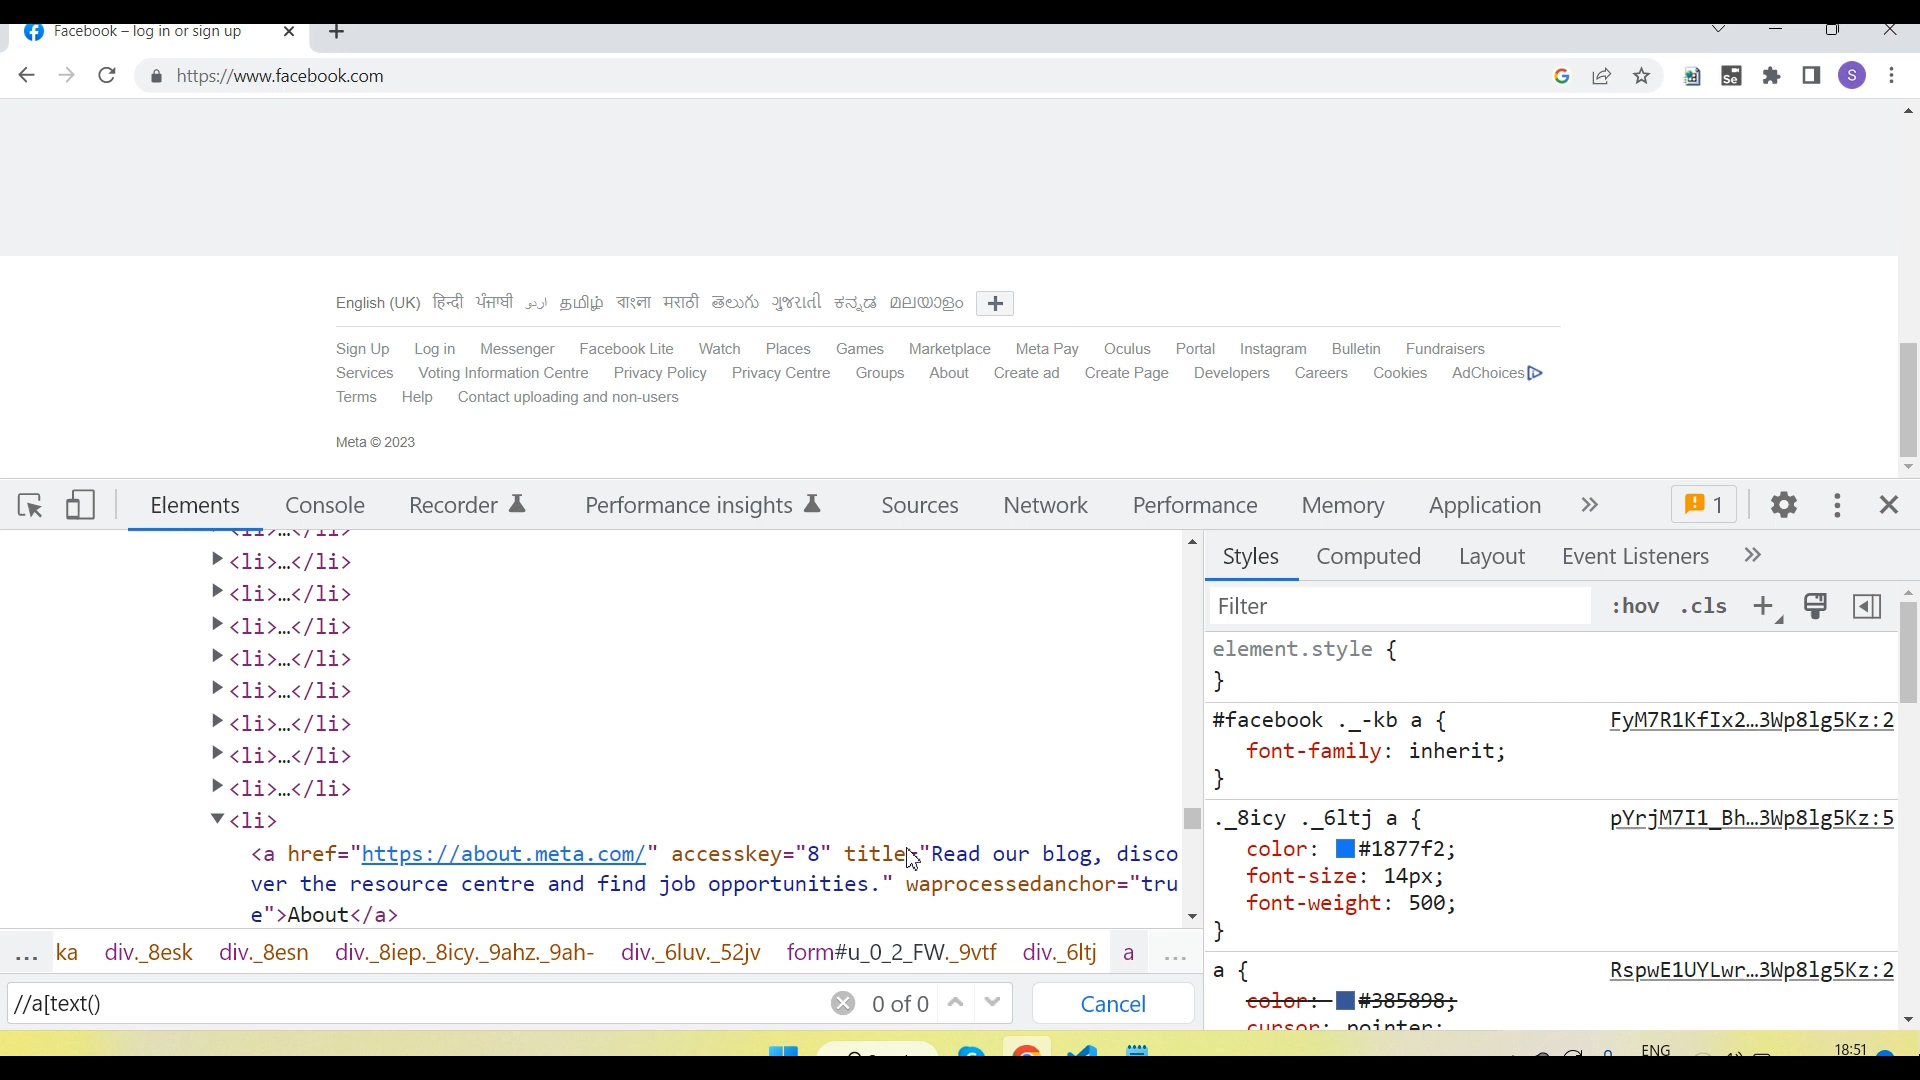 Facebook – log in or sign up
https://www.facebook.com
Se
S
English (UK) हिन्दी ਪੰਜਾਬੀ اردو தமிழ் বাংলা मराठी తెలుగు ગુજરાતી ಕನ್ನಡ മലയാളം
Sign Up Log in Messenger Facebook Lite Watch Places Games Marketplace Meta Pay Oculus Portal Instagram Bulletin Fundraisers
Services Voting Information Centre Privacy Policy Privacy Centre Groups About Create ad Create Page Developers Careers Cookies AdChoices
Terms Help Contact uploading and non-users
Meta © 2023
Elements Console Recorder Performance insights Sources Network Performance Memory Application » 1
<li>…</li>
<li>…</li>
<li>…</li>
<li>…</li>
<li>…</li>
<li>…</li>
<li>…</li>
<li>…</li>
<li>…</li>
<li>
<a href="https://about.meta.com/" accesskey="8" title="Read our blog, disco
ver the resource centre and find job opportunities." waprocessedanchor="tru
e">About</a>
... ka div._8esk div._8esn div._8iep._8icy._9ahz._9ah- div._6luv._52jv form#u_0_2_FW._9vtf div._6ltj a ...
//a[text() 0 of 0 Cancel
Styles Computed Layout Event Listeners »
Filter :hov .cls
element.style {
}
#facebook ._-kb a { FyM7R1KfIx2…3Wp8lg5Kz:2
font-family: inherit;
}
._8icy ._6ltj a { pYrjM7I1_Bh…3Wp8lg5Kz:5
color: #1877f2;
font-size: 14px;
font-weight: 500;
}
a { RspwE1UYLwr…3Wp8lg5Kz:2
color: #385898;
cursor: pointer;
ENG 18:51